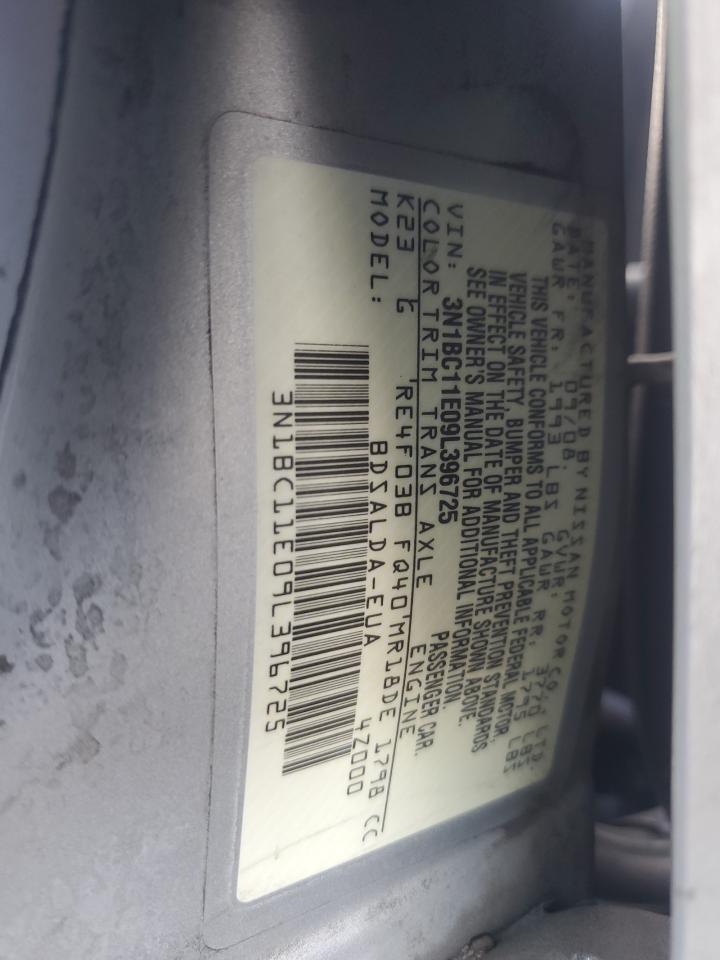 MANUFACTURED BY NISSAN MOTOR CO., LTD.
DATE: 09/08. GVWR: 3770 LBS
GAWR FR: 1993 LBS GAWR RR: 1795 LBS
THIS VEHICLE CONFORMS TO ALL APPLICABLE FEDERAL MOTOR
VEHICLE SAFETY, BUMPER AND THEFT PREVENTION STANDARDS
IN EFFECT ON THE DATE OF MANUFACTURE SHOWN ABOVE.
SEE OWNER'S MANUAL FOR ADDITIONAL INFORMATION.
VIN: 3N1BC11E09L396725 PASSENGER CAR.
COLOR TRIM TRANS AXLE ENGINE
K23 G RE4F03B FQ40 MR18DE 1798 CC
MODEL: BDSALDA-EUA 4Z000
3N1BC11E09L396725